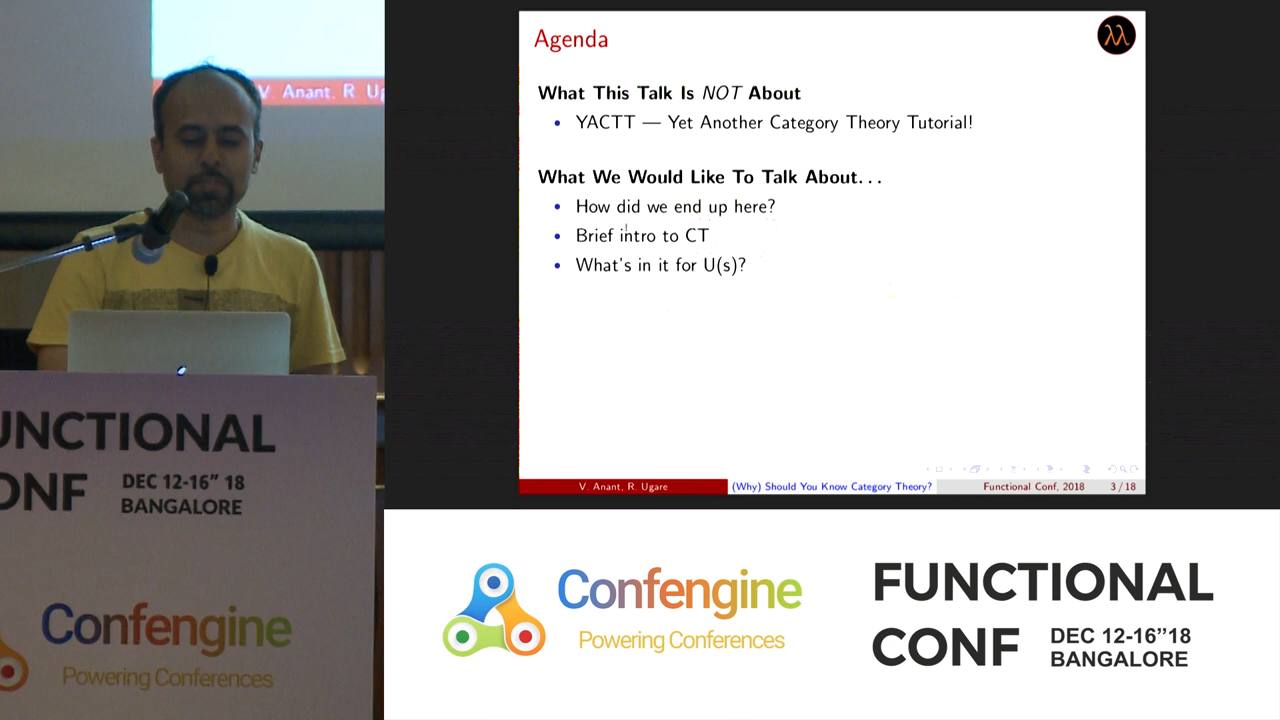 V. Anant, R Ug
UNCTIONAL
ONF DEC 12-16” 18
BANGALORE
Confengine
Powering Conferences
Agenda
λλ
What This Talk Is NOT About
• YACTT — Yet Another Category Theory Tutorial!
What We Would Like To Talk About...
• How did we end up here?
• Brief intro to CT
• What's in it for U(s)?
V. Anant, R. Ugare (Why) Should You Know Category Theory? Functional Conf, 2018 3 / 18
Confengine
Powering Conferences
FUNCTIONAL
CONF DEC 12-16”18
BANGALORE